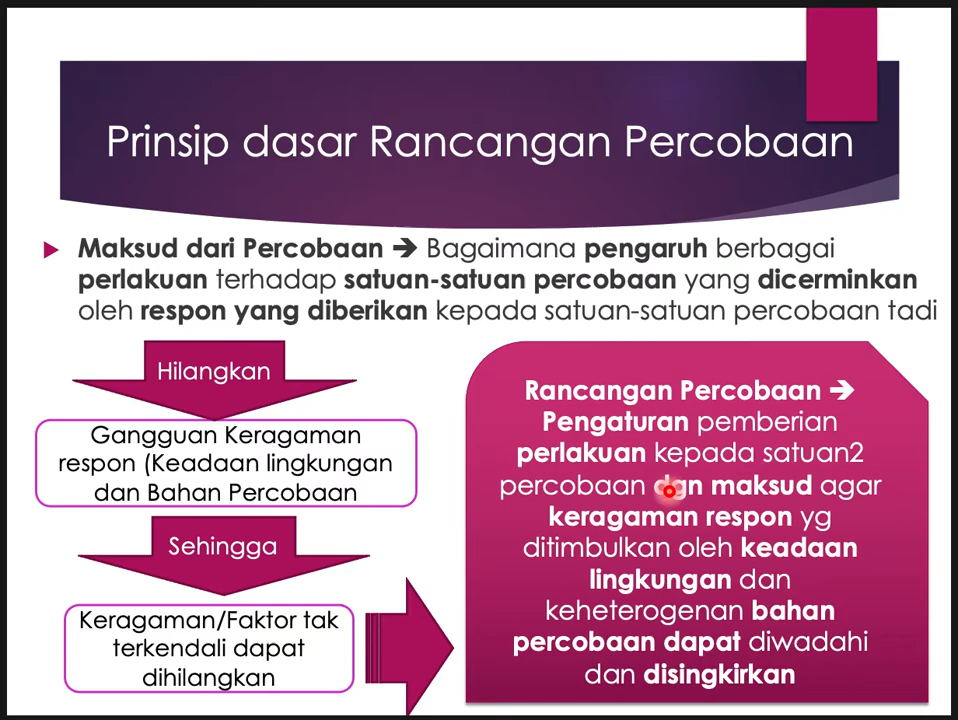 Prinsip dasar Rancangan Percobaan
Maksud dari Percobaan ➔ Bagaimana pengaruh berbagai
perlakuan terhadap satuan-satuan percobaan yang dicerminkan
oleh respon yang diberikan kepada satuan-satuan percobaan tadi
Hilangkan
Gangguan Keragaman
respon (Keadaan lingkungan
dan Bahan Percobaan
Sehingga
Keragaman/Faktor tak
terkendali dapat
dihilangkan
Rancangan Percobaan ➔
Pengaturan pemberian
perlakuan kepada satuan2
percobaan dgn maksud agar
keragaman respon yg
ditimbulkan oleh keadaan
lingkungan dan
keheterogenan bahan
percobaan dapat diwadahi
dan disingkirkan